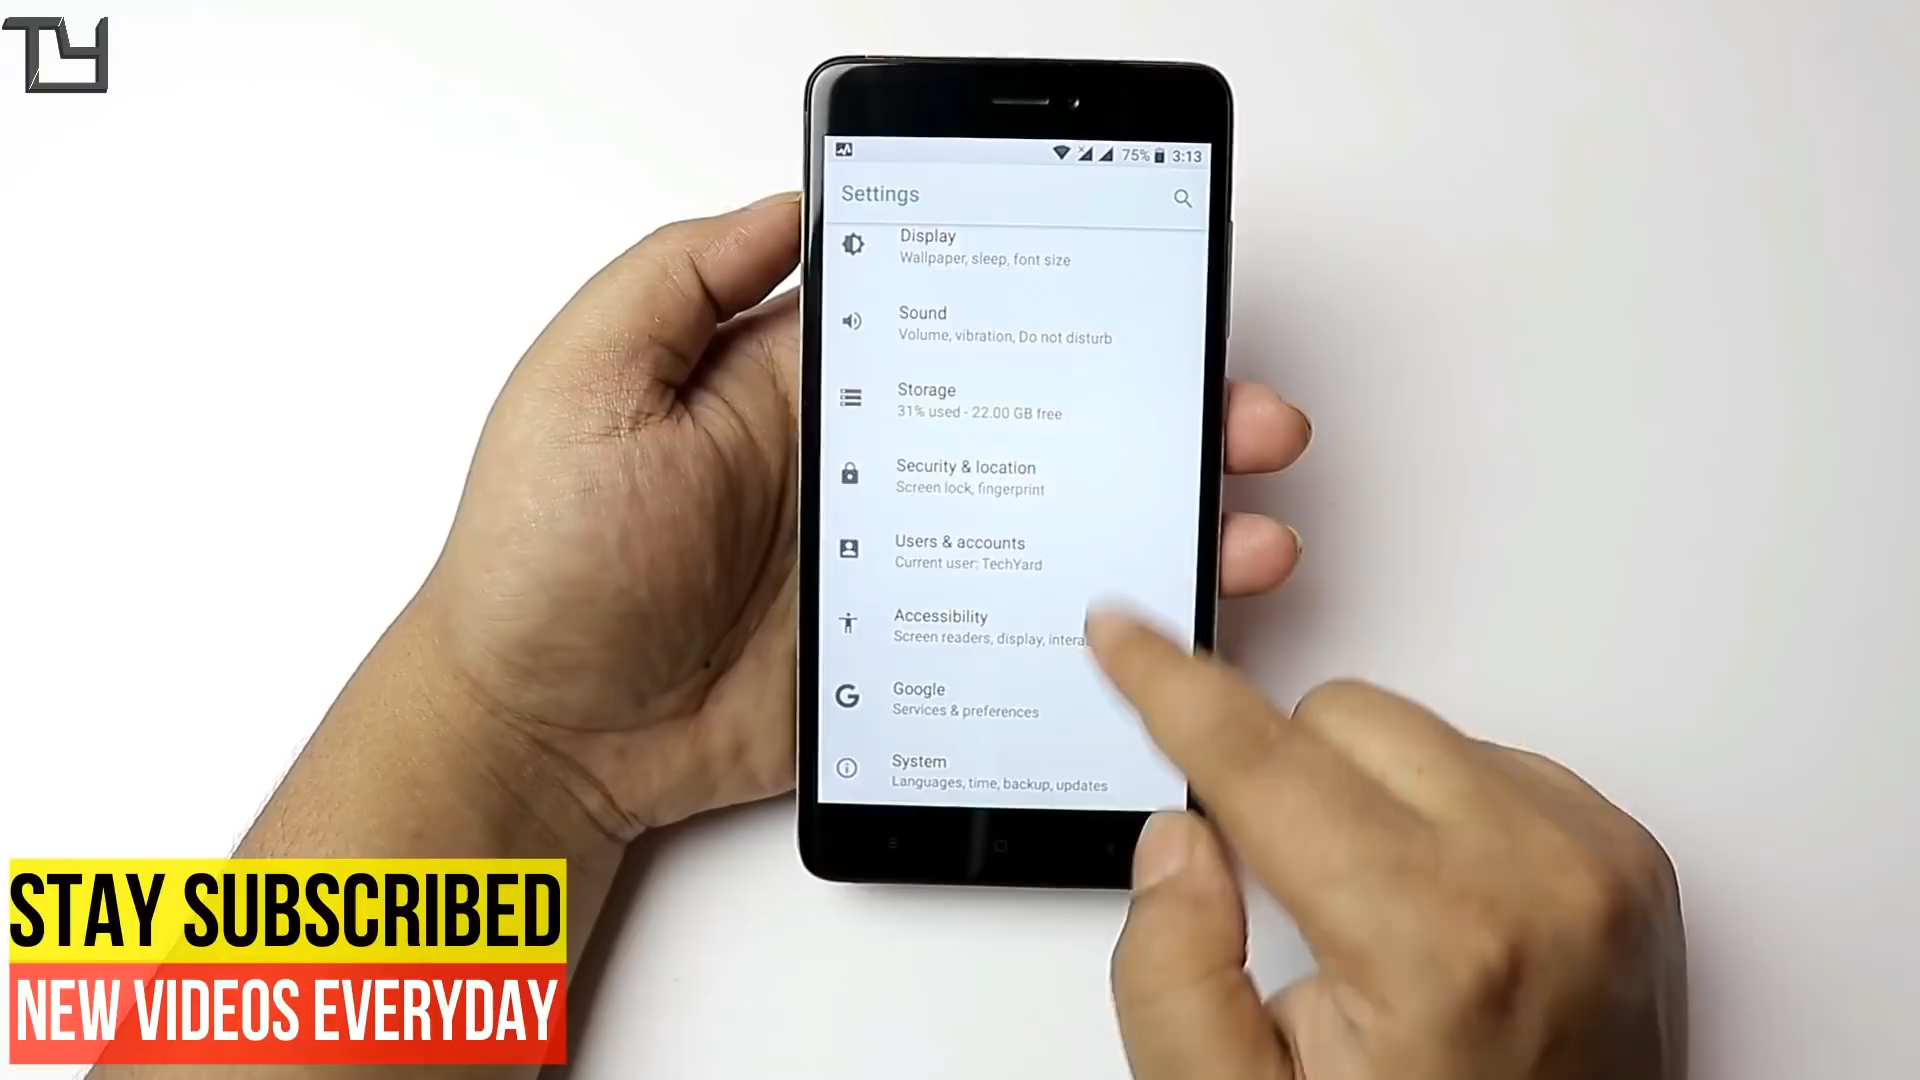 TY
75% 3:13
Settings
Display
Wallpaper, sleep, font size
Sound
Volume, vibration, Do not disturb
Storage
31% used - 22.00 GB free
Security & location
Screen lock, fingerprint
Users & accounts
Current user: TechYard
Accessibility
Screen readers, display,
Google
Services & preferences
System
Languages, time, backup, updates
STAY SUBSCRIBED
NEW VIDEOS EVERYDAY